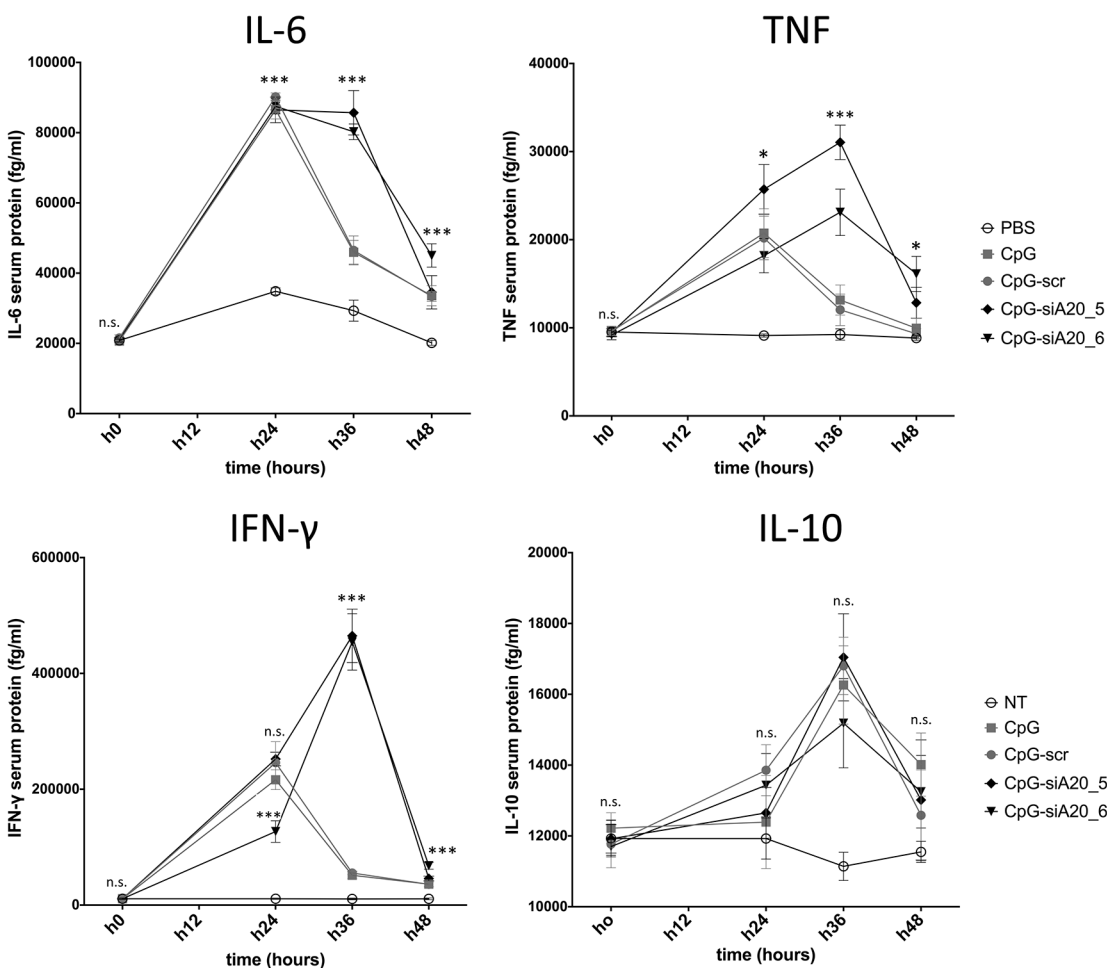 IL-6
TNF
100000
80000
60000
40000
20000
0
IL-6 serum protein (fg/ml)
n.s.
***
***
***
h0
h12
h24
h36
h48
time (hours)
40000
30000
20000
10000
0
TNF serum protein (fg/ml)
n.s.
*
***
*
h0
h12
h24
h36
h48
time (hours)
PBS
CpG
CpG-scr
CpG-siA20_5
CpG-siA20_6
IFN-γ
IL-10
600000
400000
200000
0
IFN-γ serum protein (fg/ml)
n.s.
n.s.
***
***
***
h0
h12
h24
h36
h48
time (hours)
20000
18000
16000
14000
12000
10000
IL-10 serum protein (fg/ml)
n.s.
n.s.
n.s.
n.s.
ho
h12
h24
h36
h48
time (hours)
NT
CpG
CpG-scr
CpG-siA20_5
CpG-siA20_6